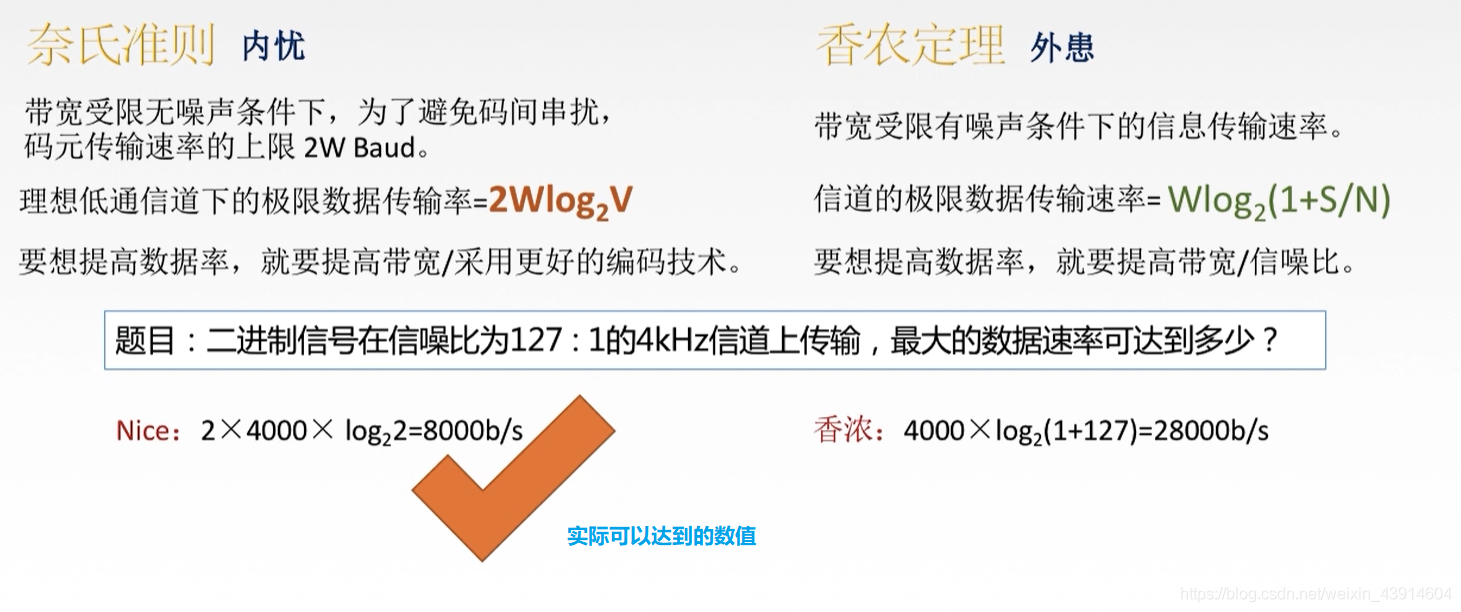 奈氏准则 内忧
带宽受限无噪声条件下，为了避免码间串扰，
码元传输速率的上限 2W Baud。
理想低通信道下的极限数据传输率=2Wlog₂V
要想提高数据率，就要提高带宽/采用更好的编码技术。
香农定理 外患
带宽受限有噪声条件下的信息传输速率。
信道的极限数据传输速率= Wlog₂(1+S/N)
要想提高数据率，就要提高带宽/信噪比。
题目：二进制信号在信噪比为127：1的4kHz信道上传输，最大的数据速率可达到多少？
Nice：2×4000× log₂2=8000b/s
香浓：4000×log₂(1+127)=28000b/s
实际可以达到的数值
https://blog.csdn.net/weixin_43914604